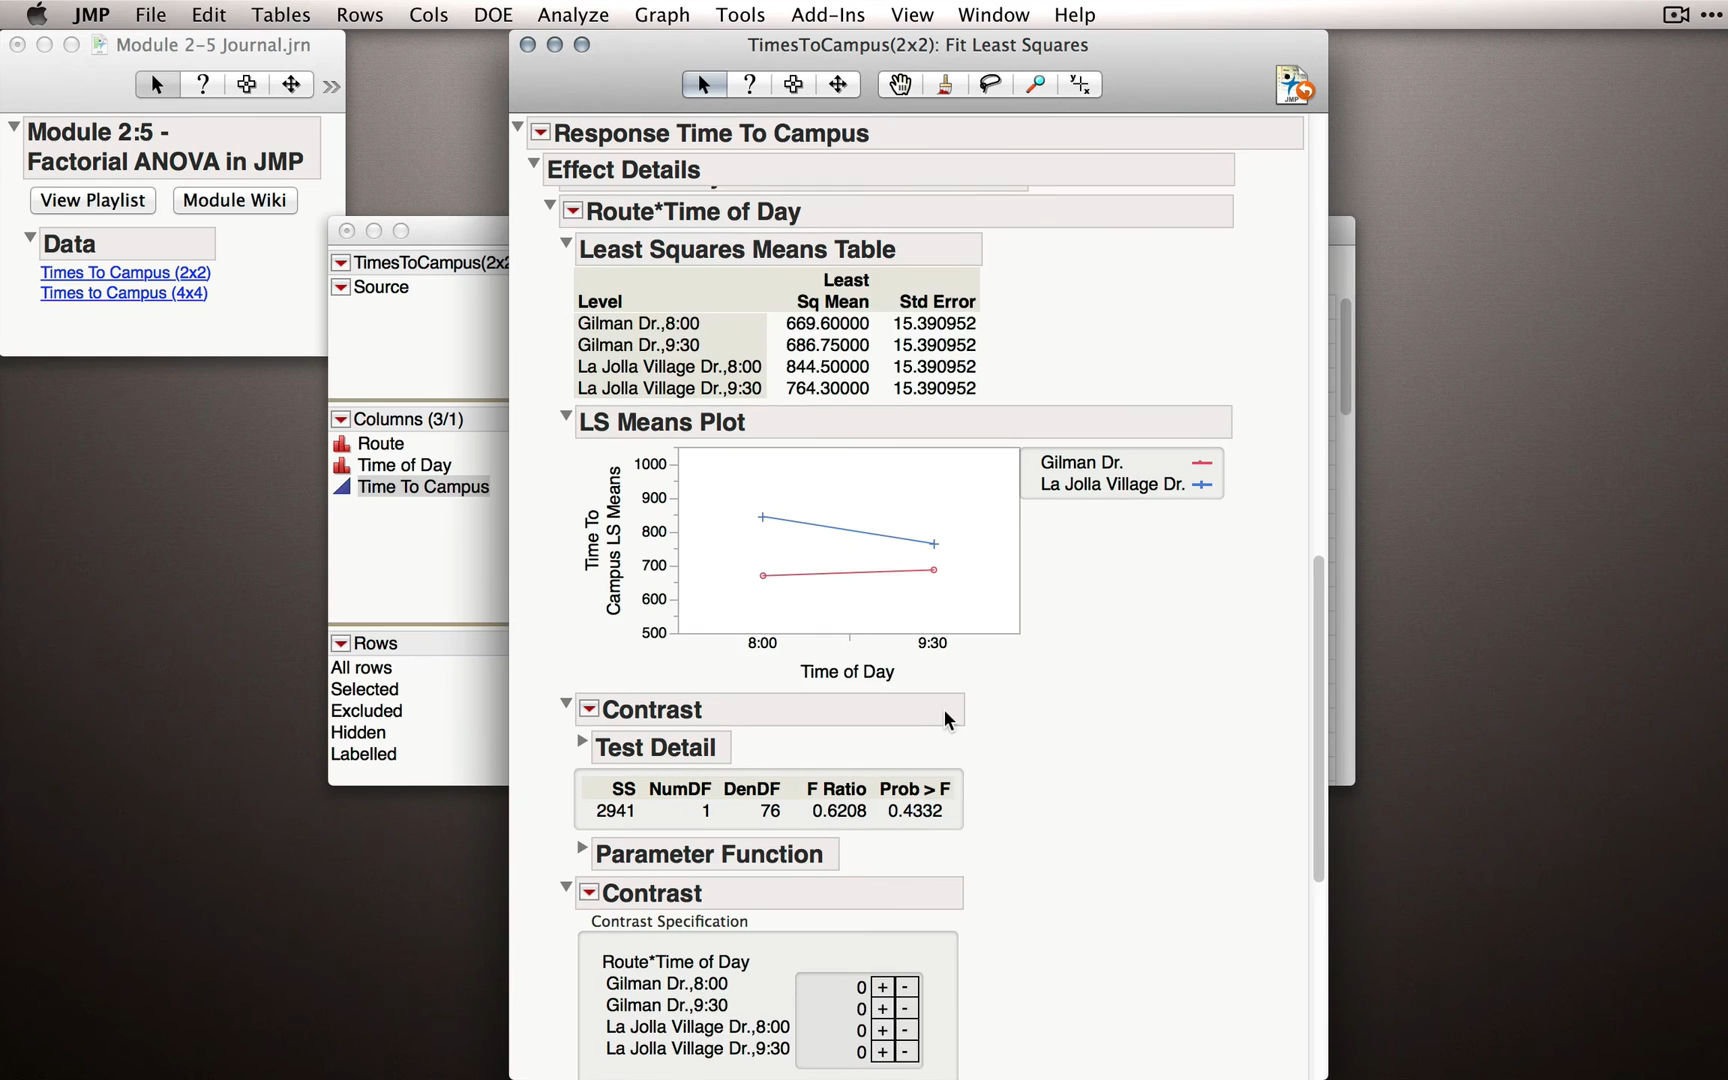 JMP File Edit Tables Rows Cols DOE Analyze Graph Tools Add-Ins View Window Help
Module 2-5 Journal.jrn
Module 2:5 -
Factorial ANOVA in JMP
View Playlist Module Wiki
Data
Times To Campus (2x2)
Times to Campus (4x4)
TimesToCampus(2x2
Source
Columns (3/1)
Route
Time of Day
Time To Campus
Rows
All rows
Selected
Excluded
Hidden
Labelled
TimesToCampus(2x2): Fit Least Squares
JMP
Response Time To Campus
Effect Details
Route*Time of Day
Least Squares Means Table
Least
Level Sq Mean Std Error
Gilman Dr.,8:00 669.60000 15.390952
Gilman Dr.,9:30 686.75000 15.390952
La Jolla Village Dr.,8:00 844.50000 15.390952
La Jolla Village Dr.,9:30 764.30000 15.390952
LS Means Plot
Time To
Campus LS Means
1000
900
800
700
600
500
8:00 9:30
Time of Day
Gilman Dr.
La Jolla Village Dr.
Contrast
Test Detail
SS NumDF DenDF F Ratio Prob > F
2941 1 76 0.6208 0.4332
Parameter Function
Contrast
Contrast Specification
Route*Time of Day
Gilman Dr.,8:00 0 + -
Gilman Dr.,9:30 0 + -
La Jolla Village Dr.,8:00 0 + -
La Jolla Village Dr.,9:30 0 + -